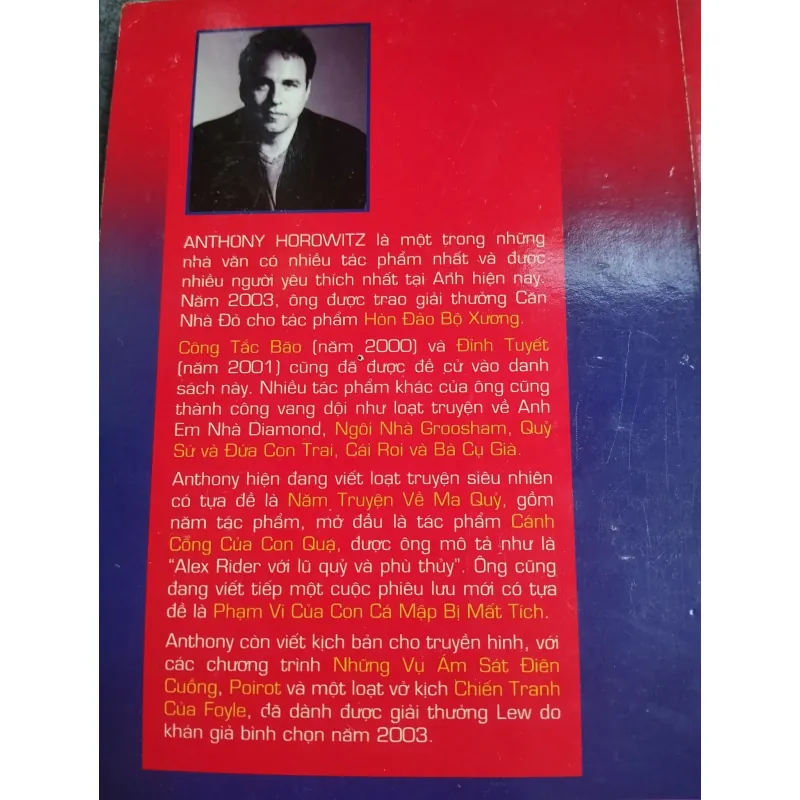 ANTHONY HOROWITZ là một trong những
nhà văn có nhiều tác phẩm nhất và được
nhiều người yêu thích nhất tại Anh hiện nay.
Năm 2003, ông được trao giải thưởng Căn
Nhà Đỏ cho tác phẩm Hòn Đảo Bộ Xương.
Công Tắc Bão (năm 2000) và Đỉnh Tuyết
(năm 2001) cũng đã được đề cử vào danh
sách này. Nhiều tác phẩm khác của ông cũng
thành công vang dội như loạt truyện về Anh
Em Nhà Diamond, Ngôi Nhà Groosham, Quỷ
Sứ và Đứa Con Trai, Cái Roi và Bà Cụ Già.
Anthony hiện đang viết loạt truyện siêu nhiên
có tựa đề là Năm Truyện Về Ma Quỷ, gồm
năm tác phẩm, mở đầu là tác phẩm Cánh
Cổng Của Con Quạ, được ông mô tả như là
“Alex Rider với lũ quỷ và phù thủy”. Ông cũng
đang viết tiếp một cuộc phiêu lưu mới có tựa
đề là Phạm Vi Của Con Cá Mập Bị Mất Tích.
Anthony còn viết kịch bản cho truyền hình, với
các chương trình Những Vụ Ám Sát Điên
Cuồng, Poirot và một loạt vở kịch Chiến Tranh
Của Foyle, đã dành được giải thưởng Lew do
khán giả bình chọn năm 2003.